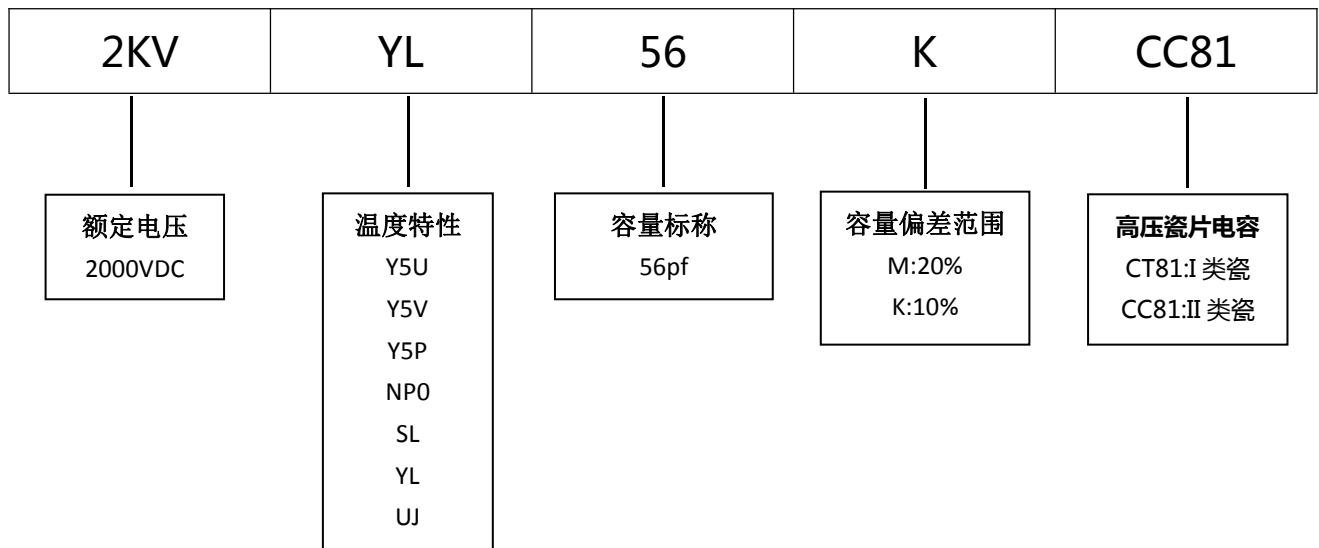 2KV YL 56 K CC81
额定电压
2000VDC
温度特性
Y5U
Y5V
Y5P
NP0
SL
YL
UJ
容量标称
56pf
容量偏差范围
M:20%
K:10%
高压瓷片电容
CT81:I 类瓷
CC81:II 类瓷